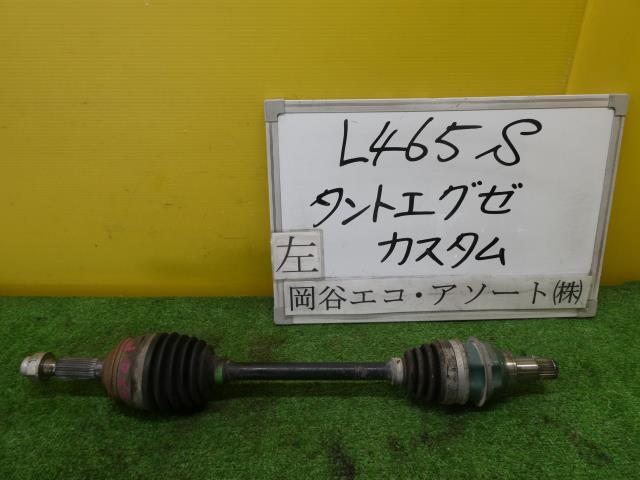 L465S
タントエグゼ
カスタム
左
岡谷エコ・アソート㈱